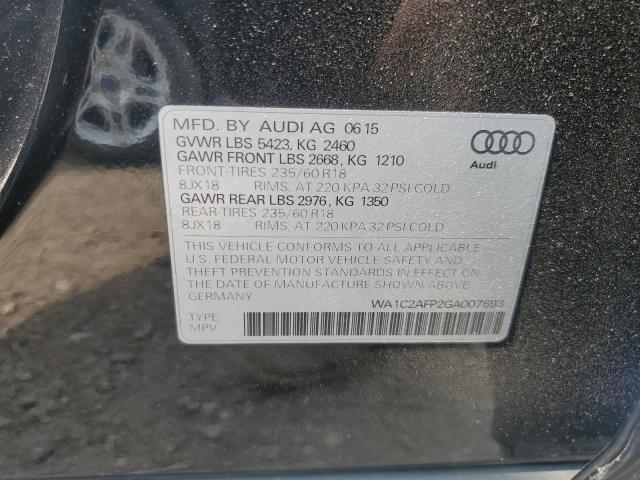 MFD. BY AUDI AG 06 15
GVWR LBS 5423, KG 2460
GAWR FRONT LBS 2668, KG 1210
FRONT-TIRES 235/60 R18
8JX18 RIMS, AT 220 KPA 32 PSI COLD
GAWR REAR LBS 2976, KG 1350
REAR-TIRES 235/60 R18
8JX18 RIMS, AT 220 KPA 32 PSI COLD
Audi
THIS VEHICLE CONFORMS TO ALL APPLICABLE
U.S. FEDERAL MOTOR VEHICLE SAFETY AND
THEFT PREVENTION STANDARDS IN EFFECT ON
THE DATE OF MANUFACTURE SHOWN ABOVE.
GERMANY
WA1C2AFP2GA007693
TYPE:
MPV